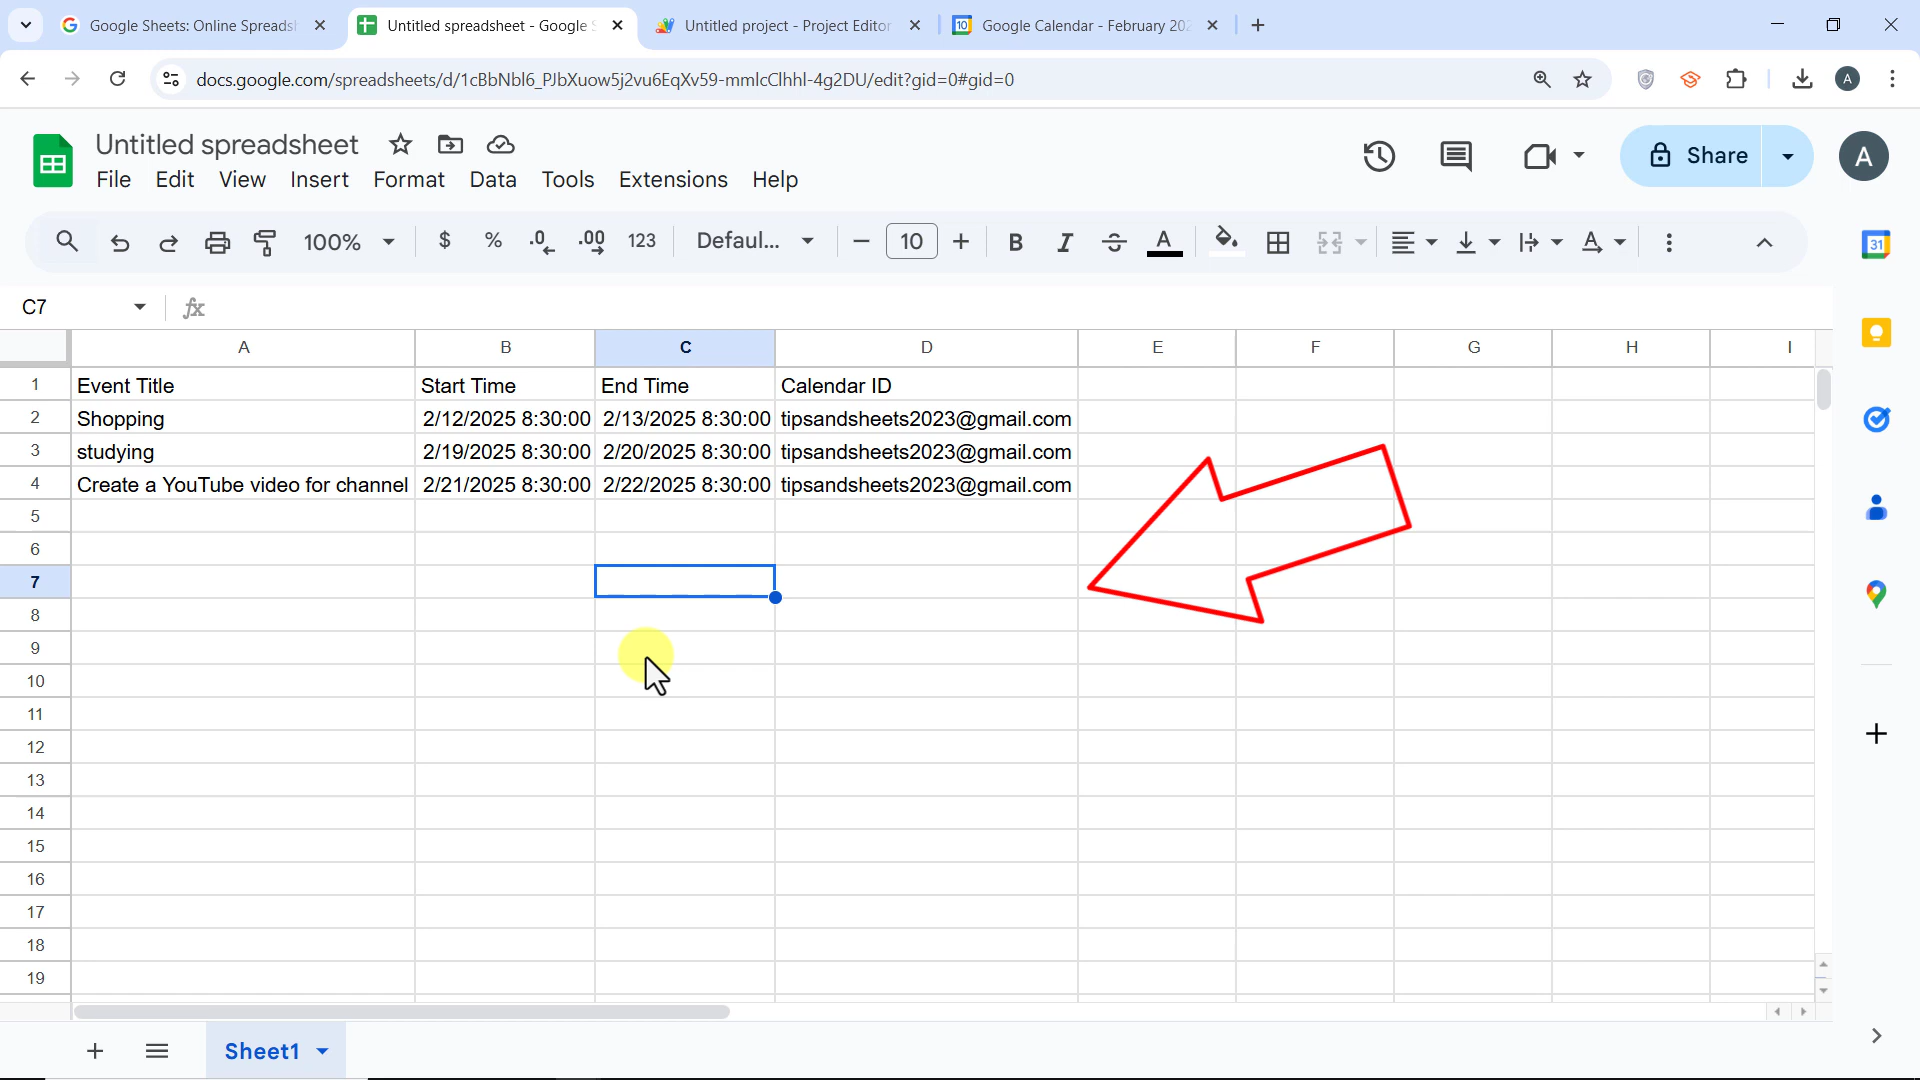 Google Sheets: Online Spreads
Untitled spreadsheet - Google S
Untitled project - Project Editor
10
Google Calendar - February 202
docs.google.com/spreadsheets/d/1cBbNbl6_PJbXuow5j2vu6EqXv59-mmlcClhhl-4g2DU/edit?gid=0#gid=0
A
Untitled spreadsheet
File Edit View Insert Format Data Tools Extensions Help
Share
A
100% $ % .0 .00 123 Defaul... 10 B I A A
31
C7 fx
A B C D E F G H I
1 Event Title Start Time End Time Calendar ID
2 Shopping 2/12/2025 8:30:00 2/13/2025 8:30:00 tipsandsheets2023@gmail.com
3 studying 2/19/2025 8:30:00 2/20/2025 8:30:00 tipsandsheets2023@gmail.com
4 Create a YouTube video for channel 2/21/2025 8:30:00 2/22/2025 8:30:00 tipsandsheets2023@gmail.com
5
6
7
8
9
10
11
12
13
14
15
16
17
18
19
Sheet1